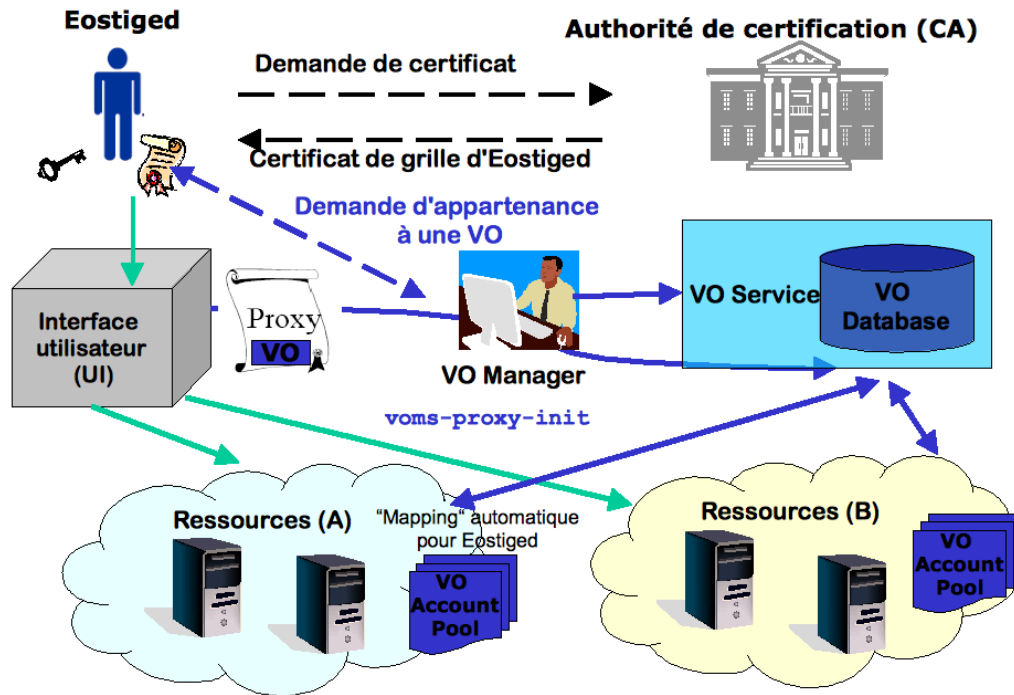 Eostiged
Authorité de certification (CA)
Demande de certificat
Certificat de grille d'Eostiged
Demande d'appartenance
à une VO
Interface
utilisateur
(UI)
Proxy
VO
VO Manager
VO Service
VO
Database
voms-proxy-init
Ressources (A)
“Mapping“ automatique
pour Eostiged
VO
Account
Pool
Ressources (B)
VO
Account
Pool